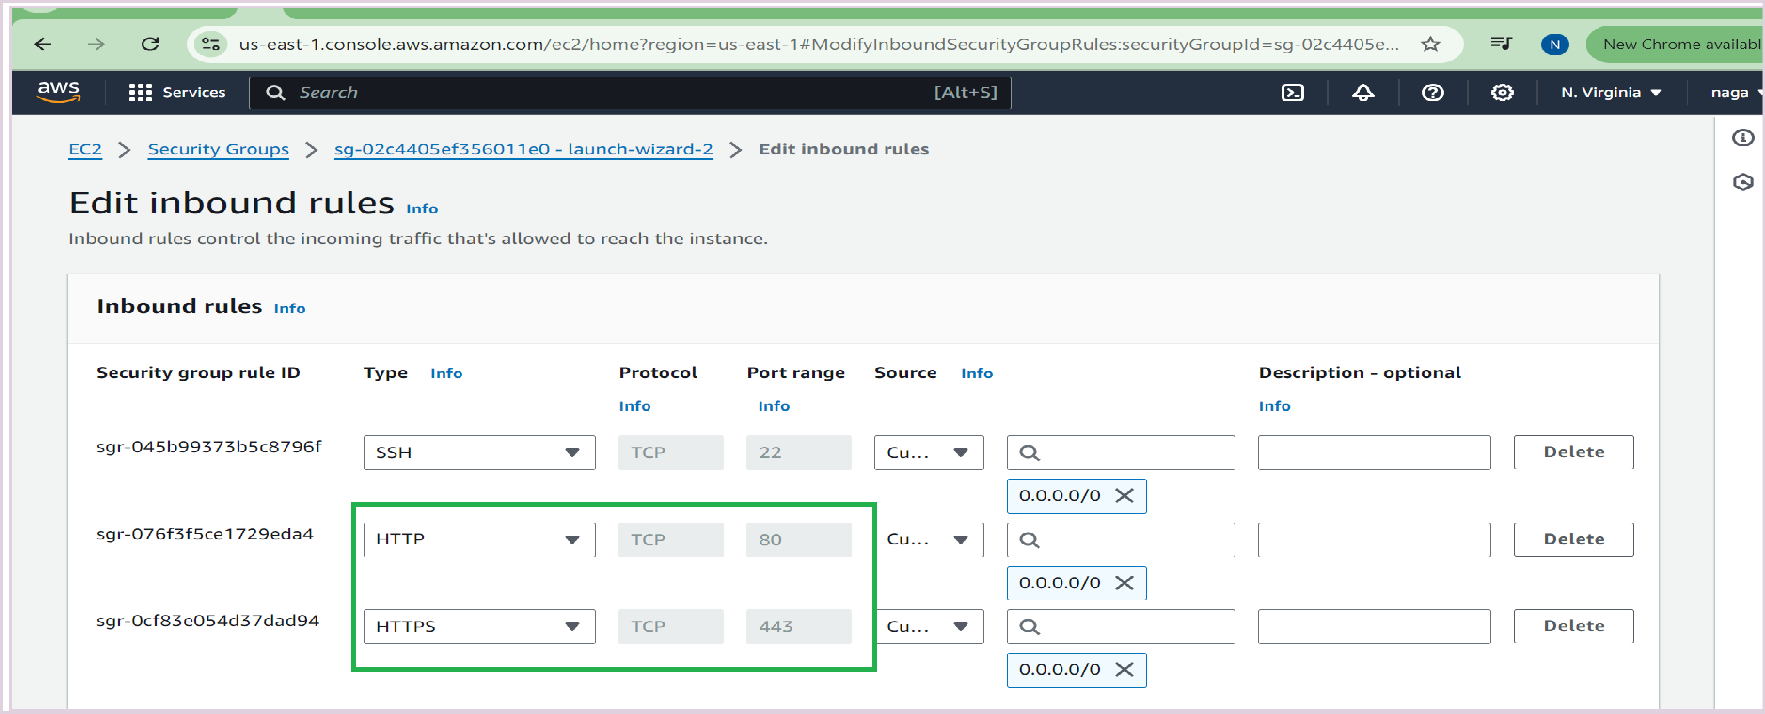 us-east-1.console.aws.amazon.com/ec2/home?region=us-east-1#ModifyInboundSecurityGroupRules:securityGroupId=sg-02c4405e...
N
New Chrome availabl
aws
Services
Search
[Alt+S]
N. Virginia
naga
EC2 > Security Groups > sg-02c4405ef356011e0 - launch-wizard-2 > Edit inbound rules
Edit inbound rules Info
Inbound rules control the incoming traffic that's allowed to reach the instance.
Inbound rules Info
Security group rule ID Type Info Protocol Port range Source Info Description - optional
Info Info Info
sgr-045b99373b5c8796f SSH TCP 22 Cu... Delete
0.0.0.0/0
sgr-076f3f5ce1729eda4 HTTP TCP 80 Cu... Delete
0.0.0.0/0
sgr-0cf83e054d37dad94 HTTPS TCP 443 Cu... Delete
0.0.0.0/0